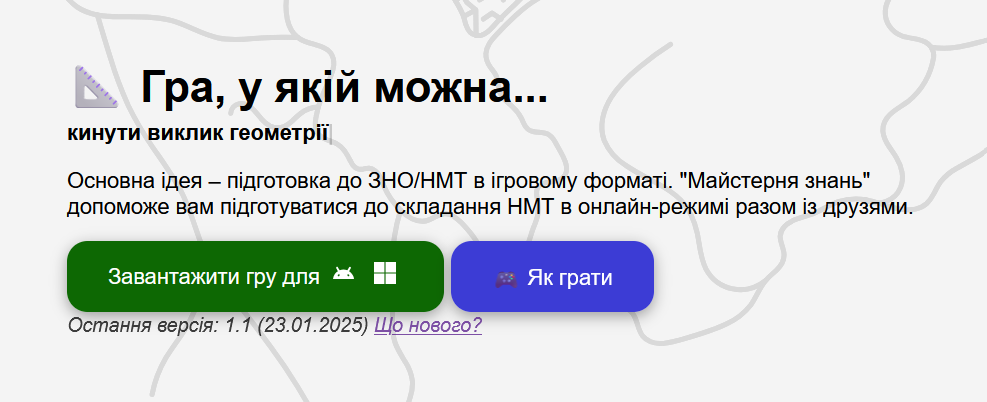 Гра, у якій можна...
кинути виклик геометрії
Основна ідея – підготовка до ЗНО/НМТ в ігровому форматі. "Майстерня знань"
допоможе вам підготуватися до складання НМТ в онлайн-режимі разом із друзями.
Завантажити гру для
Як грати
Остання версія: 1.1 (23.01.2025) Що нового?